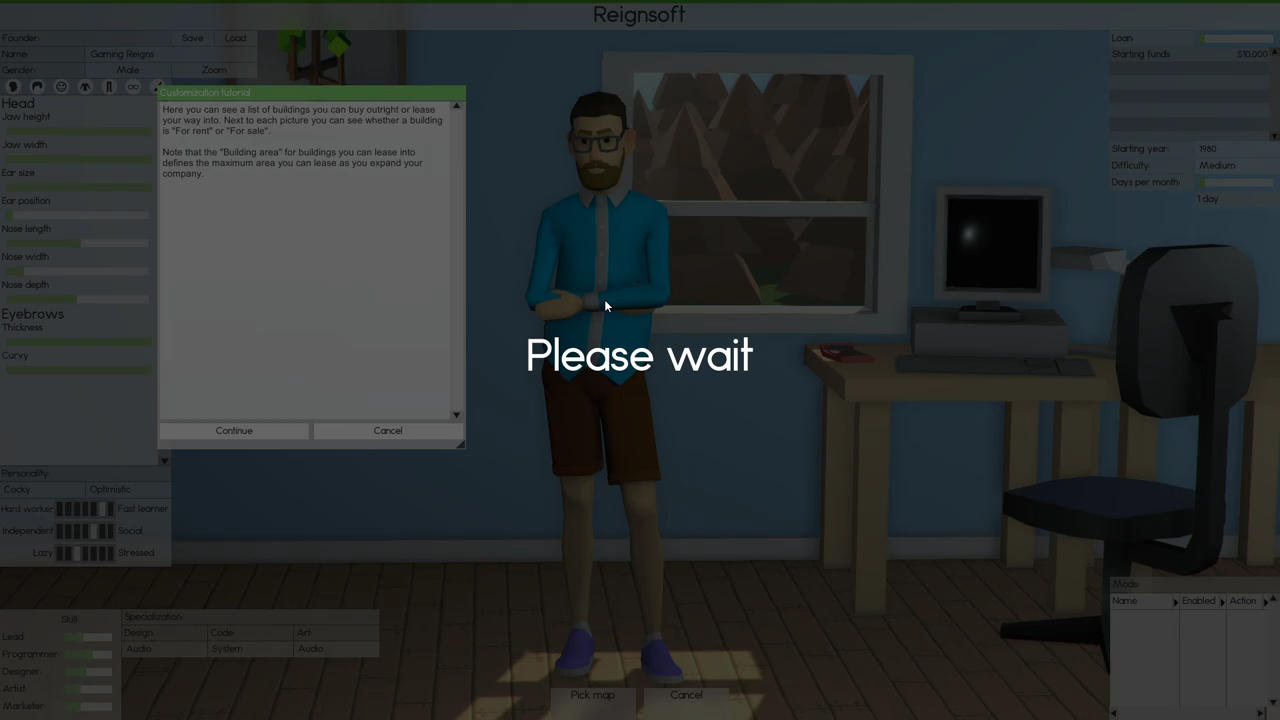 Reignsoft
Founder:
Save
Load
Name:
Gaming Reigns
Gender:
Male
Zoom
Head
Jaw height
Jaw width
Ear size
Ear position
Nose length
Nose width
Nose depth
Eyebrows
Thickness
Curvy
Customization tutorial
Here you can see a list of buildings you can buy outright or lease
your way into. Next to each picture you can see whether a building
is "For rent" or "For sale".
Note that the "Building area" for buildings you can lease into
defines the maximum area you can lease as you expand your
company.
Continue
Cancel
Please wait
Loan:
Starting funds
$10.000
Starting year:
1980
Difficulty:
Medium
Days per month:
1 day
Personality:
Cocky
Optimistic
Hard worker
Fast learner
Independent
Social
Lazy
Stressed
Skill
Lead
Programmer
Designer
Artist
Marketer
Specialization:
Design:
Code:
Art:
Audio
System
Audio
Pick map
Cancel
Mods:
Name
Enabled
Action